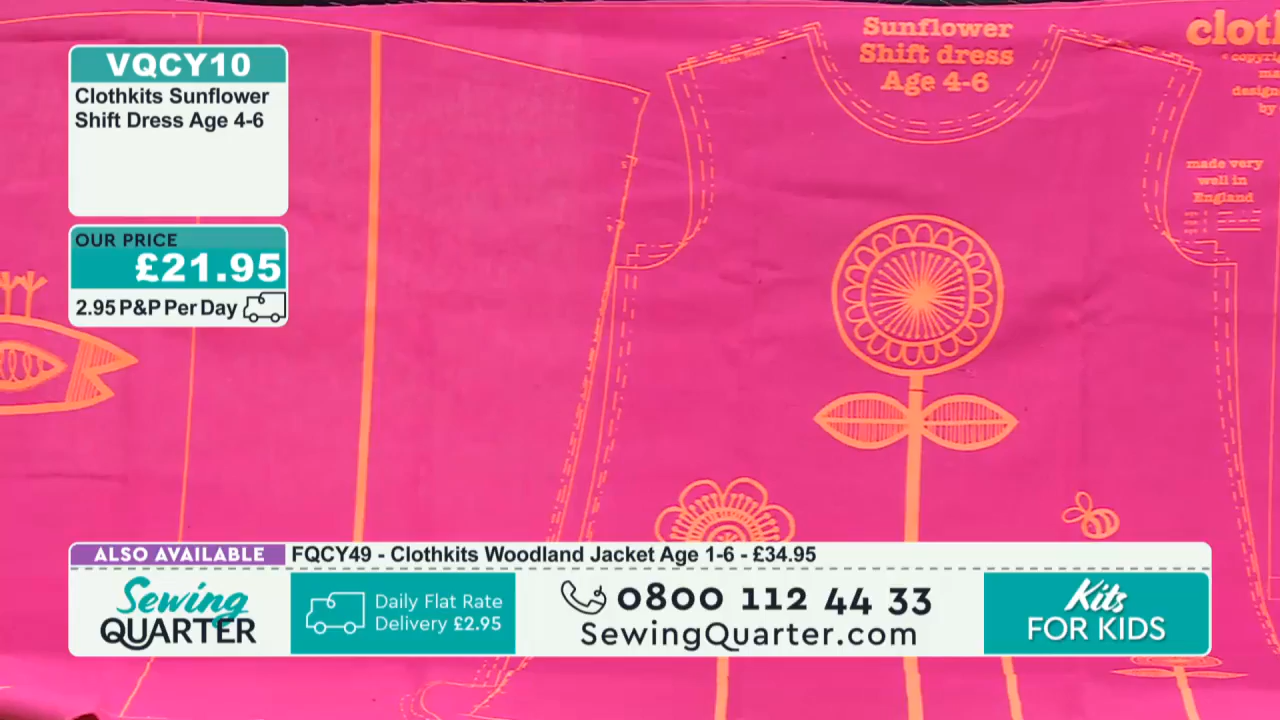 VQCY10
Clothkits Sunflower
Shift Dress Age 4-6
OUR PRICE
£21.95
2.95 P&P Per Day
Sunflower
Shift dress
Age 4-6
made very
well in
England
ALSO AVAILABLE
FQCY49 - Clothkits Woodland Jacket Age 1-6 - £34.95
Sewing
QUARTER
Daily Flat Rate
Delivery £2.95
0800 112 44 33
SewingQuarter.com
Kits
FOR KIDS